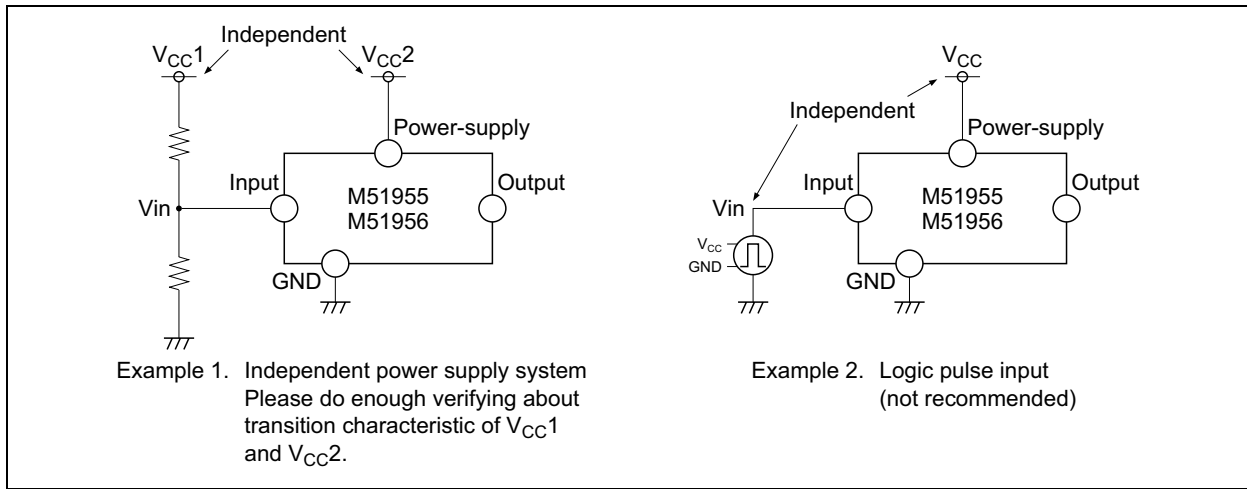 Independent
VCC1
VCC2
Power-supply
Input
Output
M51955
M51956
Vin
GND
Example 1. Independent power supply system
Please do enough verifying about
transition characteristic of VCC1
and VCC2.
VCC
Independent
Power-supply
Input
Output
M51955
M51956
Vin
VCC
GND
GND
Example 2. Logic pulse input
(not recommended)